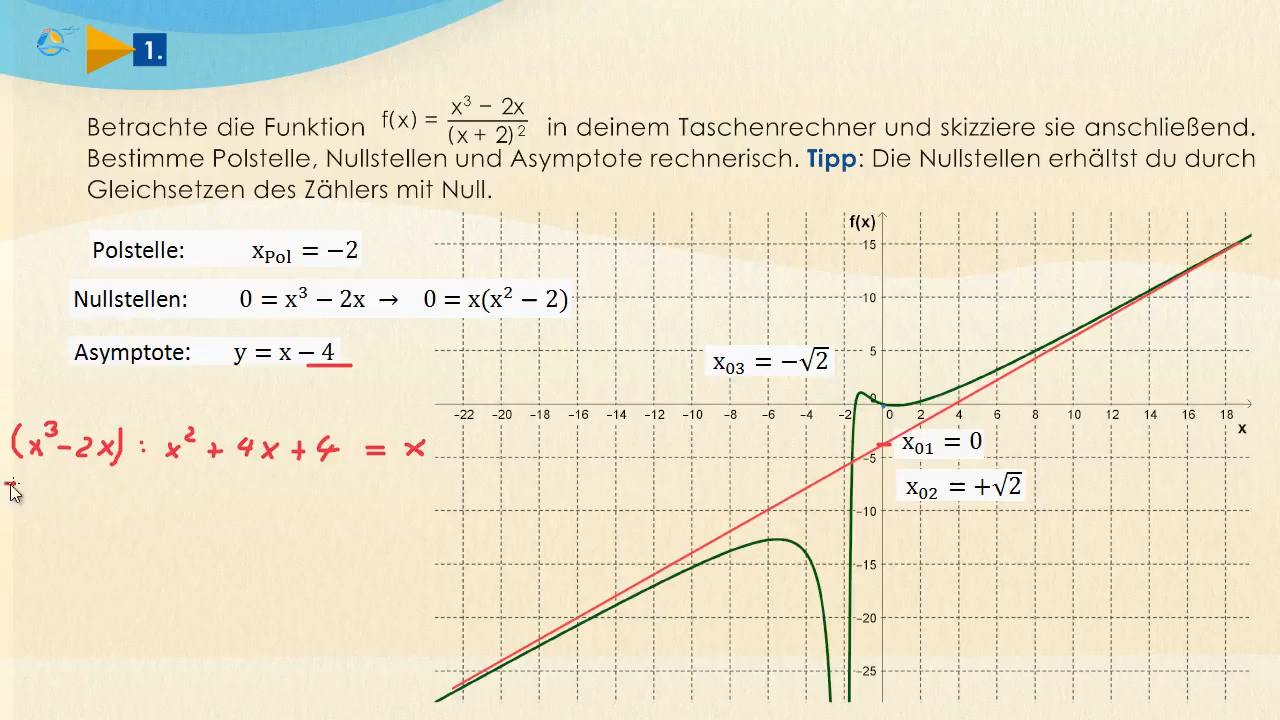 1.
Betrachte die Funktion f(x) = x³ − 2x / (x + 2)² in deinem Taschenrechner und skizziere sie anschließend.
Bestimme Polstelle, Nullstellen und Asymptote rechnerisch. Tipp: Die Nullstellen erhältst du durch
Gleichsetzen des Zählers mit Null.
Polstelle: x_Pol = −2
Nullstellen: 0 = x³ − 2x → 0 = x(x² − 2)
Asymptote: y = x − 4
(x³ - 2x) : x² + 4x + 4 = x
-
f(x)
15
10
5
x₀₃ = −√2
0
−22 −20 −18 −16 −14 −12 −10 −8 −6 −4 −2 0 2 4 6 8 10 12 14 16 18
x
x₀₁ = 0
−5
x₀₂ = +√2
−10
−15
−20
−25